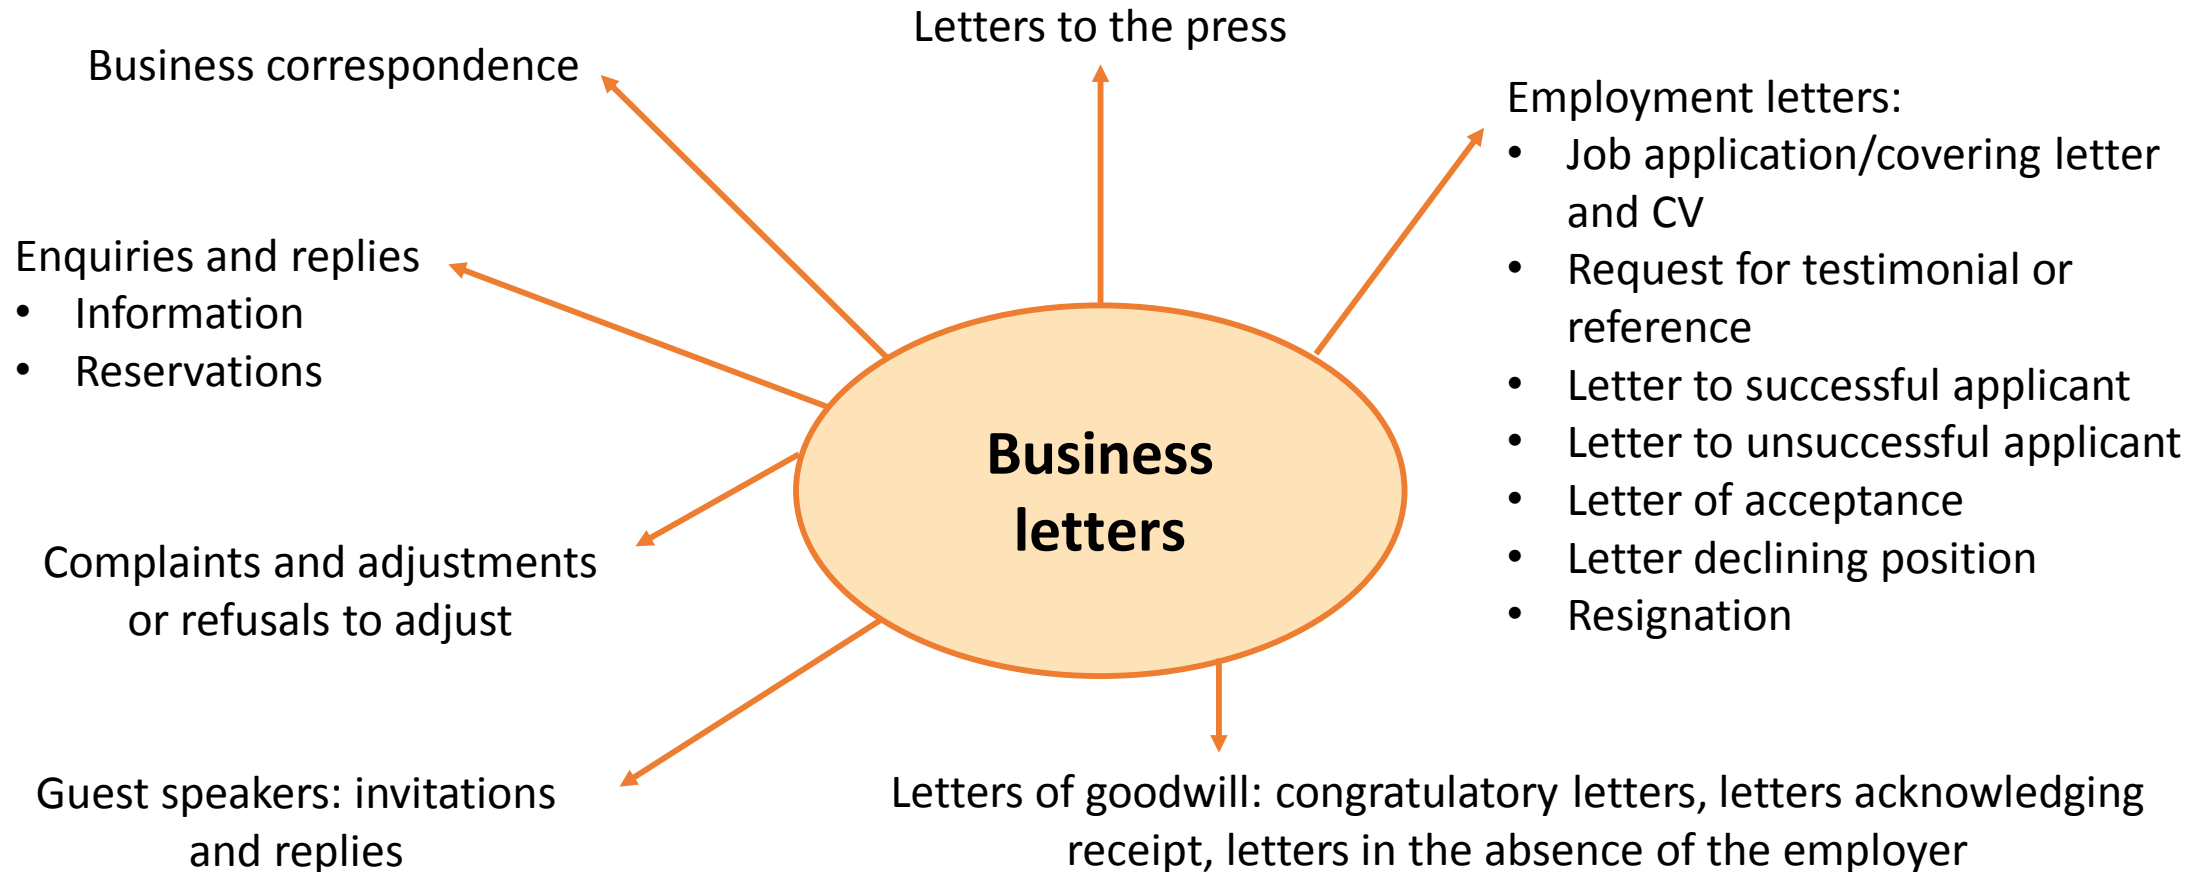 Letters to the press
Business correspondence
Employment letters:
• Job application/covering letter
and CV
• Request for testimonial or
reference
• Letter to successful applicant
• Letter to unsuccessful applicant
• Letter of acceptance
• Letter declining position
• Resignation
Enquiries and replies
• Information
• Reservations
Business
letters
Complaints and adjustments
or refusals to adjust
Guest speakers: invitations
and replies
Letters of goodwill: congratulatory letters, letters acknowledging
receipt, letters in the absence of the employer